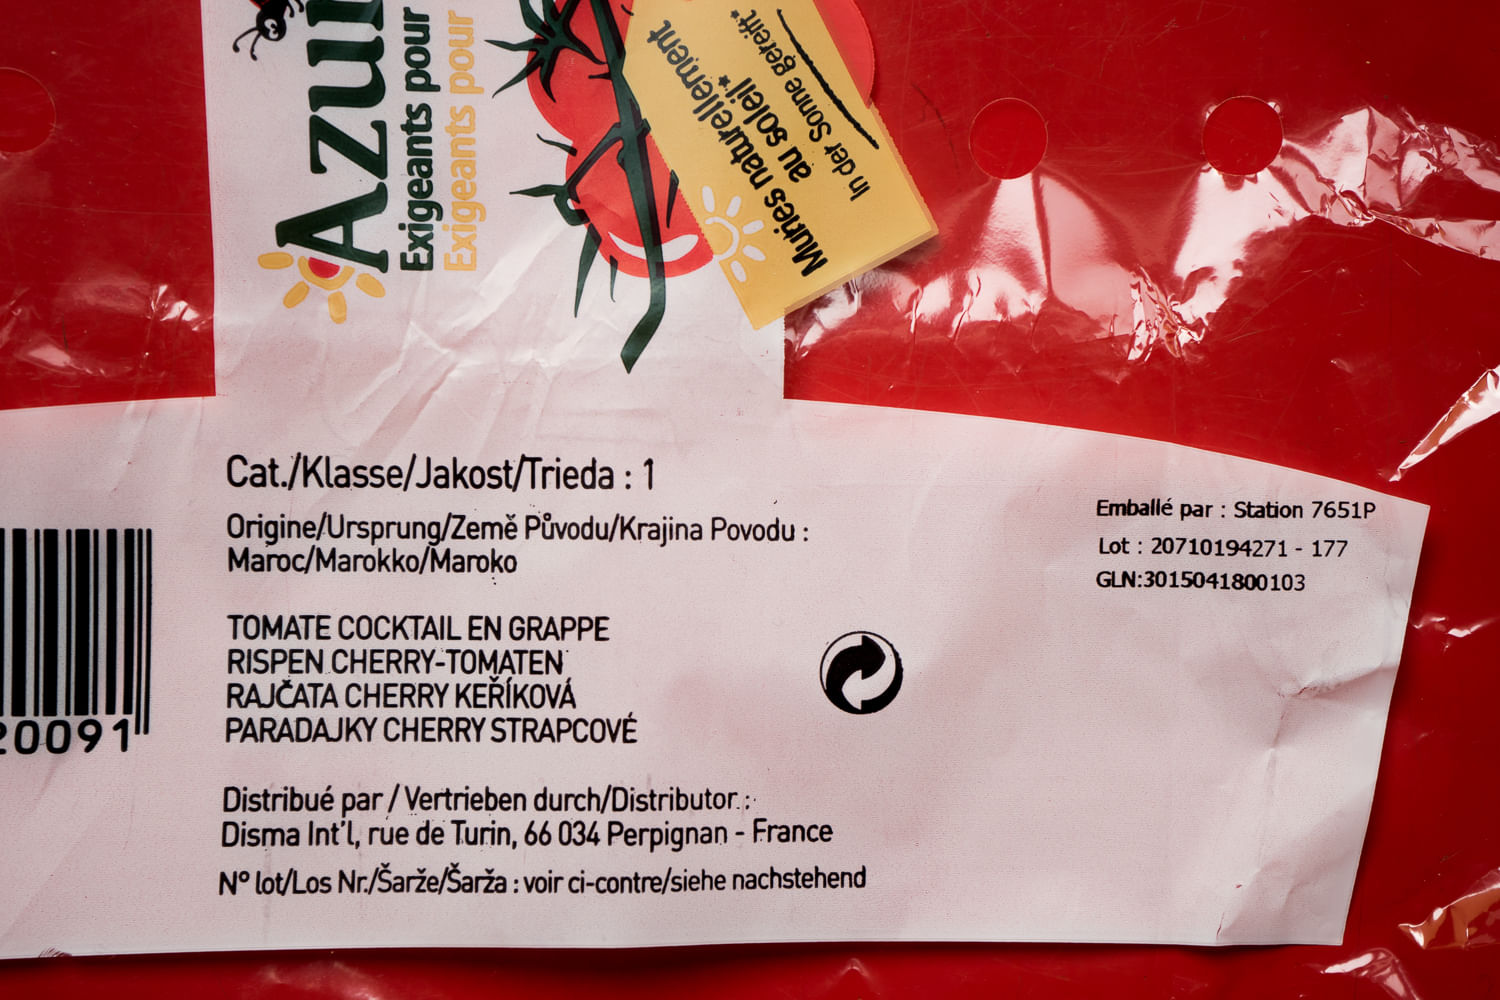 Azu
Exigeants pour
Exigeants pour
Muries naturellement
au soleil*
In der Sonne gereift*
Cat./Klasse/Jakost/Trieda : 1
Origine/Ursprung/Země Původu/Krajina Povodu :
Maroc/Marokko/Maroko
TOMATE COCKTAIL EN GRAPPE
RISPEN CHERRY-TOMATEN
RAJČATA CHERRY KEŘÍKOVÁ
PARADAJKY CHERRY STRAPCOVÉ
Distribué par / Vertrieben durch/Distributor :
Disma Int'l, rue de Turin, 66 034 Perpignan - France
N° lot/Los Nr./Šarže/Šarža : voir ci-contre/siehe nachstehend
Emballé par : Station 7651P
Lot : 20710194271 - 177
GLN:3015041800103
20091